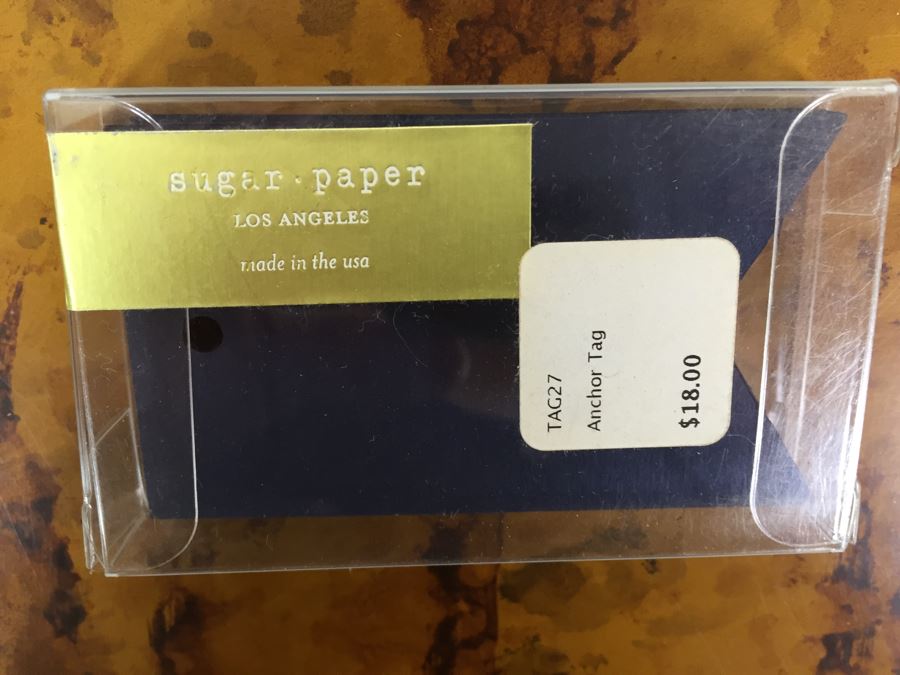 sugar · paper
LOS ANGELES
made in the usa
TAG27
Anchor Tag
$18.00